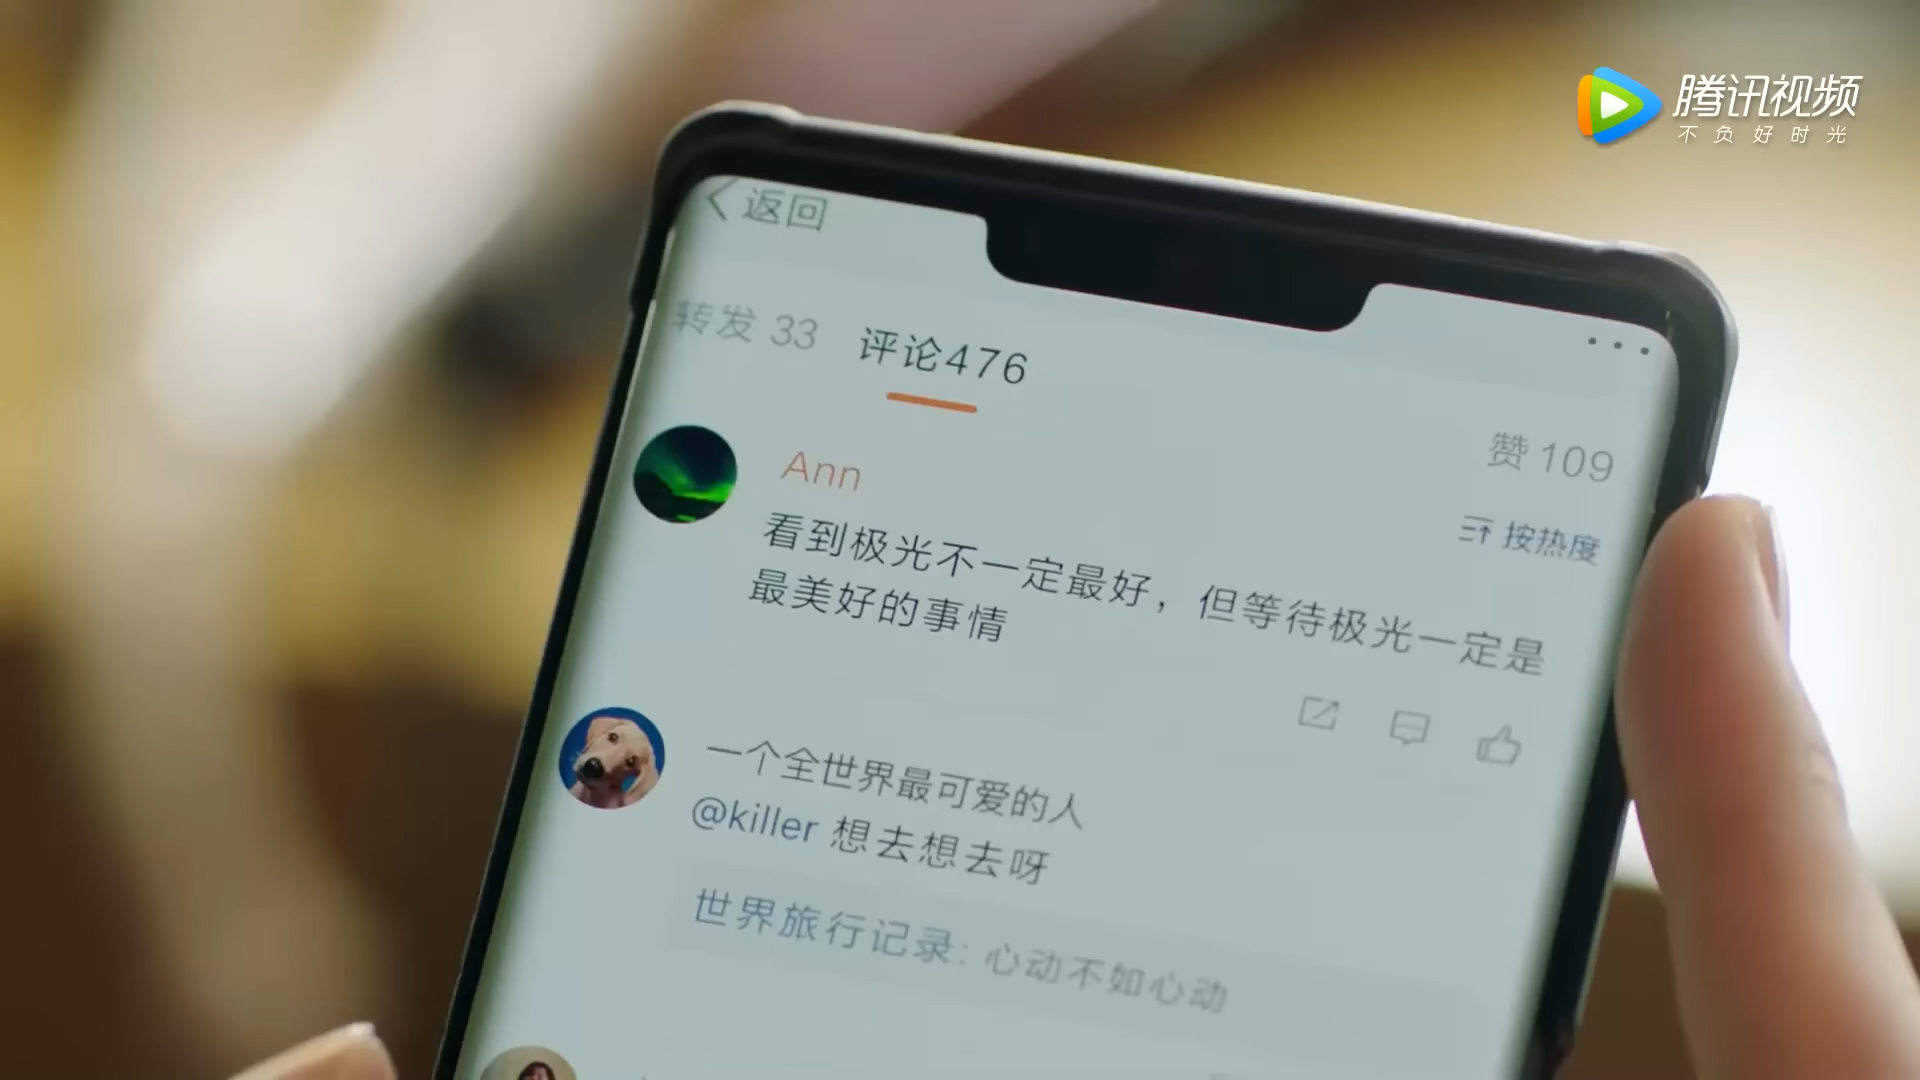 腾讯视频
不负好时光
返回
转发 33 评论476
赞 109
Ann
按热度
看到极光不一定最好，但等待极光一定是
最美好的事情
一个全世界最可爱的人
@killer 想去想去呀
世界旅行记录: 心动不如心动